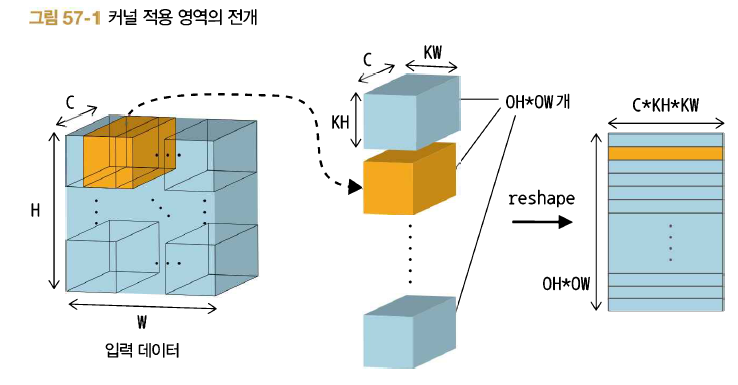 그림 57-1 커널 적용 영역의 전개
C
H
W
입력 데이터
C
KW
KH
OH*OW개
reshape
C*KH*KW
OH*OW